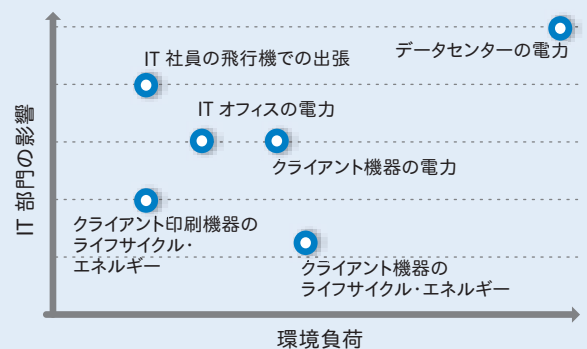 データセンターの電力
IT 社員の飛行機での出張
IT オフィスの電力
クライアント機器の電力
クライアント印刷機器の
ライフサイクル・
エネルギー
クライアント機器の
ライフサイクル・エネルギー
IT 部門の影響
環境負荷